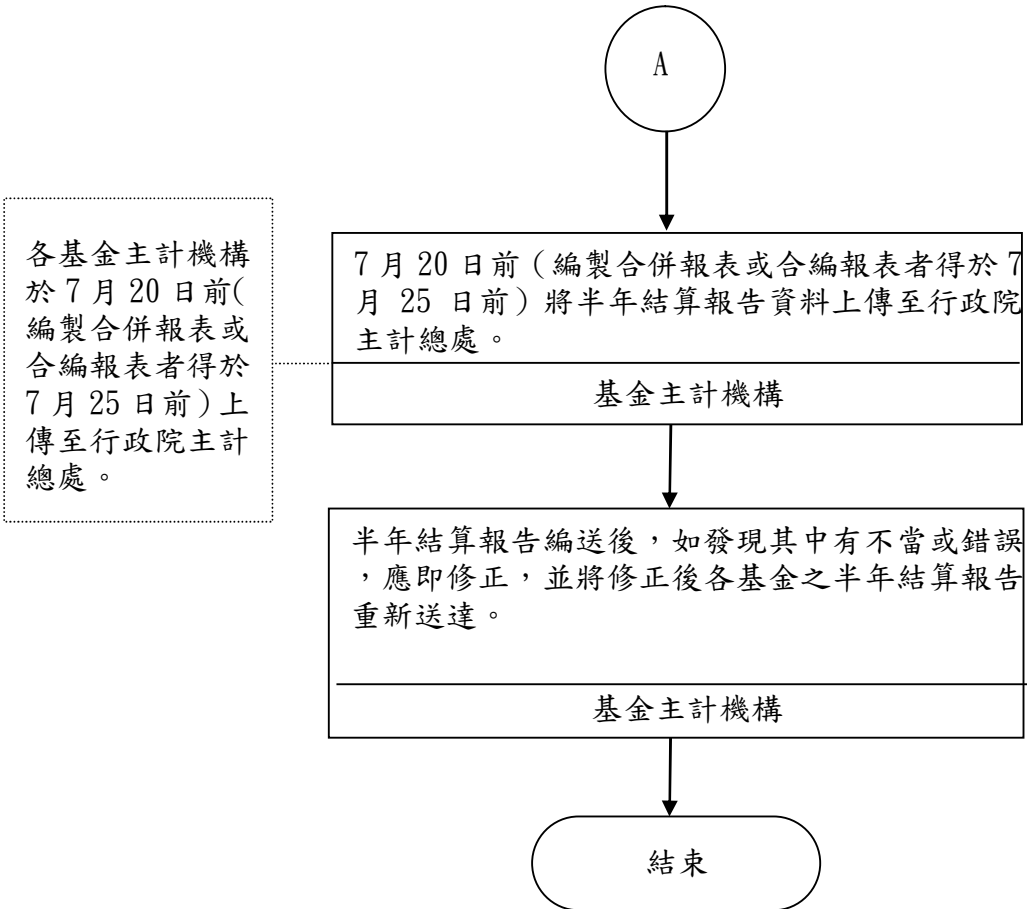 A
各基金主計機構
於 7 月 20 日前(
編製合併報表或
合編報表者得於
7 月 25 日前)上
傳至行政院主計
總處。
7 月 20 日前（編製合併報表或合編報表者得於 7
月 25 日前）將半年結算報告資料上傳至行政院
主計總處。
基金主計機構
半年結算報告編送後，如發現其中有不當或錯誤
，應即修正，並將修正後各基金之半年結算報告
重新送達。
基金主計機構
結束